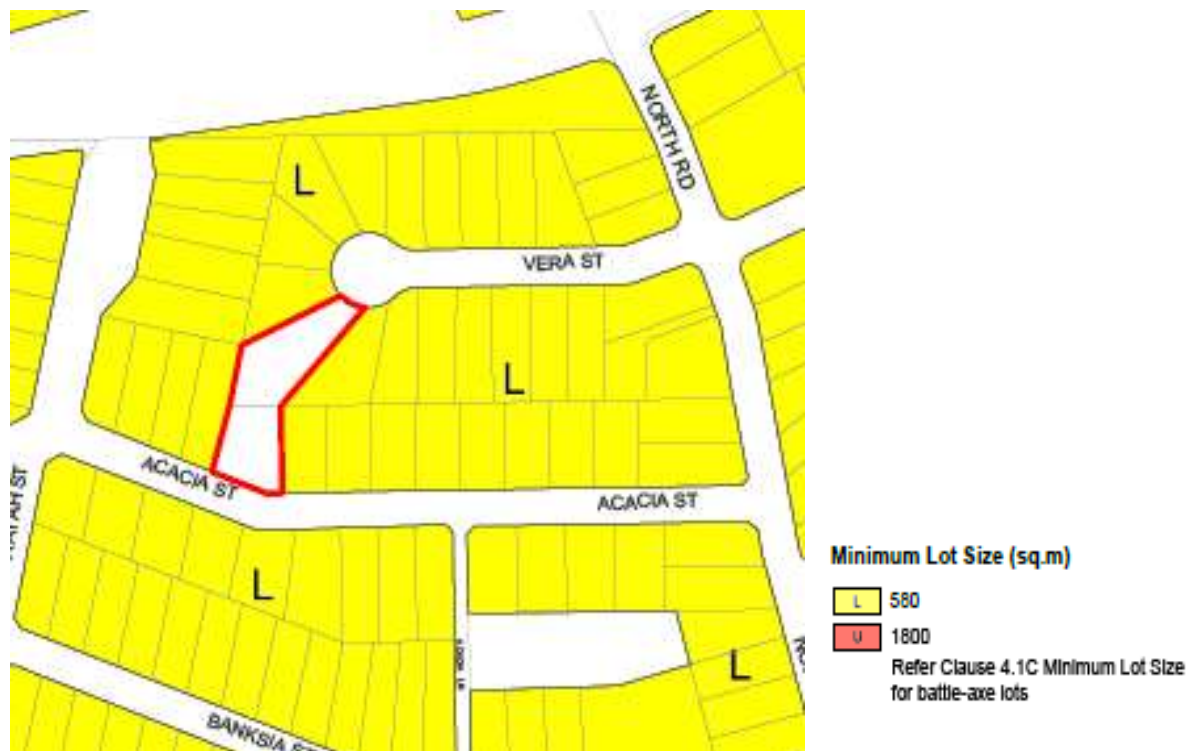 NORTH RD
L
VERA ST
L
ACACIA ST
ACACIA ST
L
L
BANKSIA ST
Minimum Lot Size (sq.m)
L 580
U 1800
Refer Clause 4.1C Minimum Lot Size
for battle-axe lots